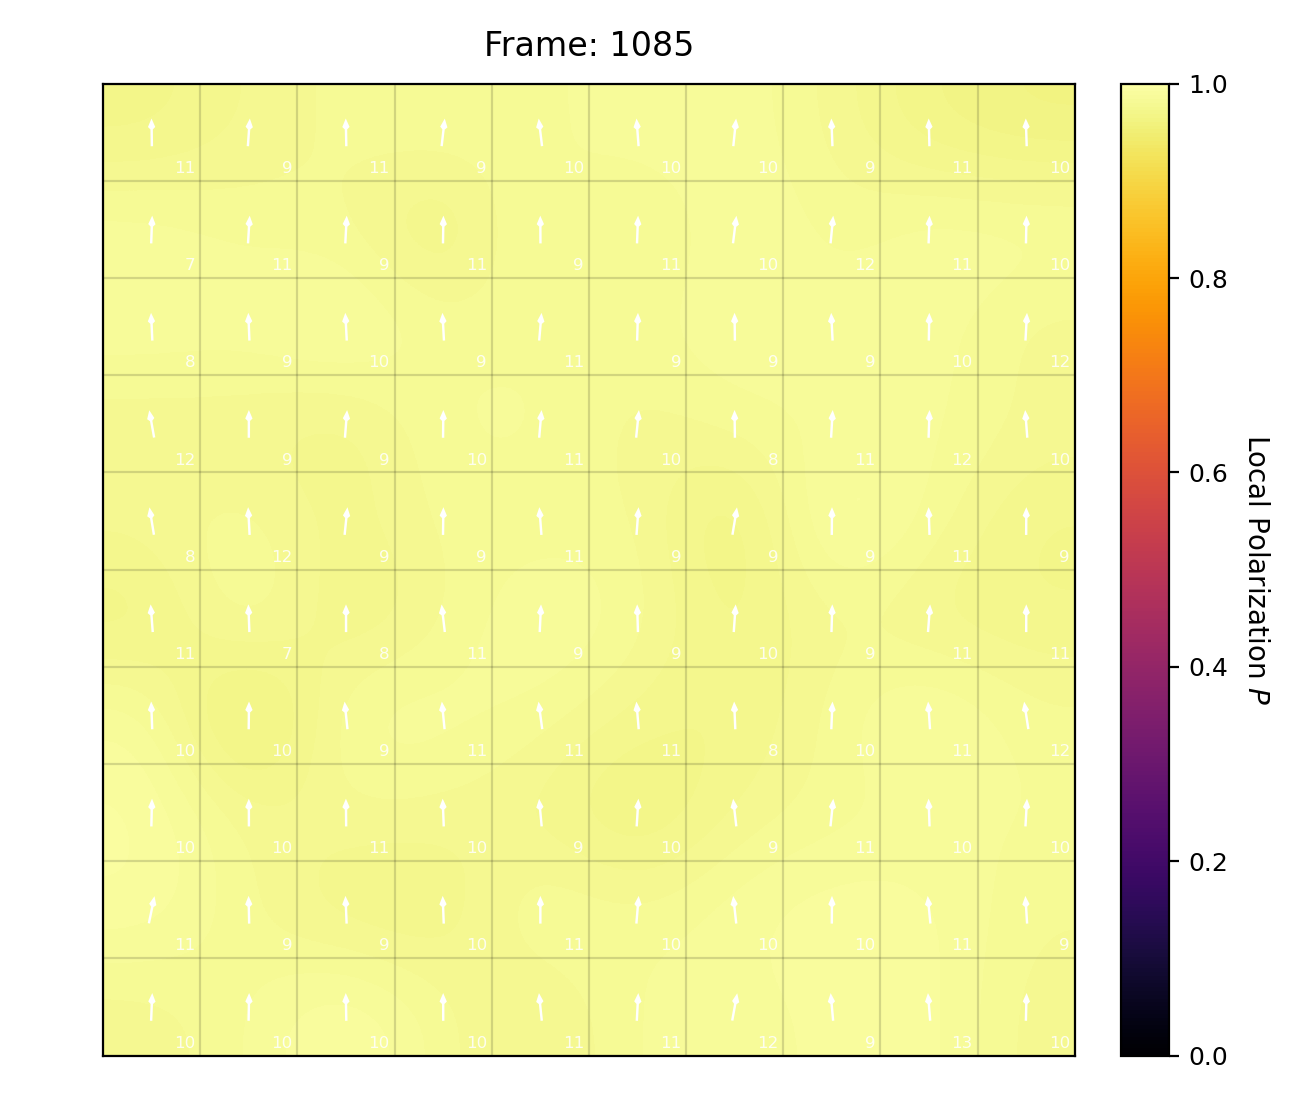 Frame: 1085
11 9 11 9 10 10 10 9 11 10
7 11 9 11 9 11 10 12 11 10
8 9 10 9 11 9 9 9 10 12
12 9 9 10 11 10 8 11 12 10
8 12 9 9 11 9 9 9 11 9
11 7 8 11 9 9 10 9 11 11
10 10 9 11 11 11 8 10 11 12
10 10 11 10 9 10 9 11 10 10
11 9 9 10 11 10 10 10 11 9
10 10 10 10 11 11 12 9 13 10
1.0
0.8
0.6
0.4
0.2
0.0
Local Polarization P